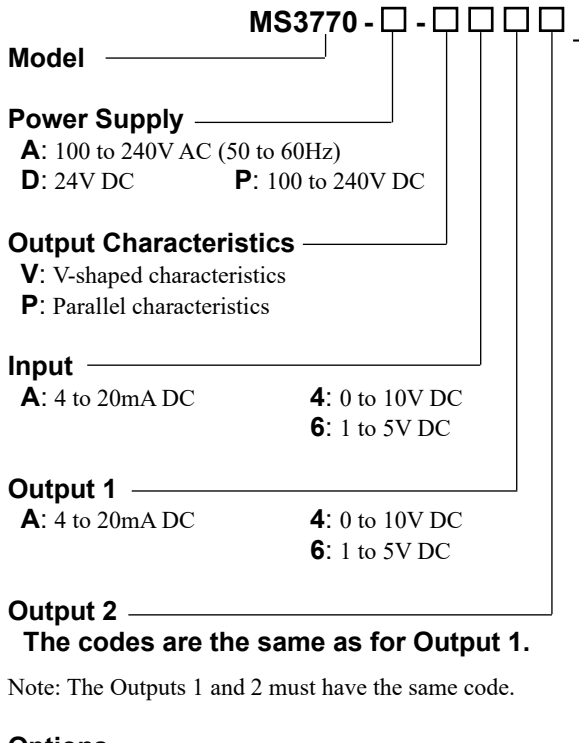 MS3770 - □ - □ □ □ □
Model
Power Supply
A: 100 to 240V AC (50 to 60Hz)
D: 24V DC P: 100 to 240V DC
Output Characteristics
V: V-shaped characteristics
P: Parallel characteristics
Input
A: 4 to 20mA DC 4: 0 to 10V DC
6: 1 to 5V DC
Output 1
A: 4 to 20mA DC 4: 0 to 10V DC
6: 1 to 5V DC
Output 2
The codes are the same as for Output 1.
Note: The Outputs 1 and 2 must have the same code.
Options